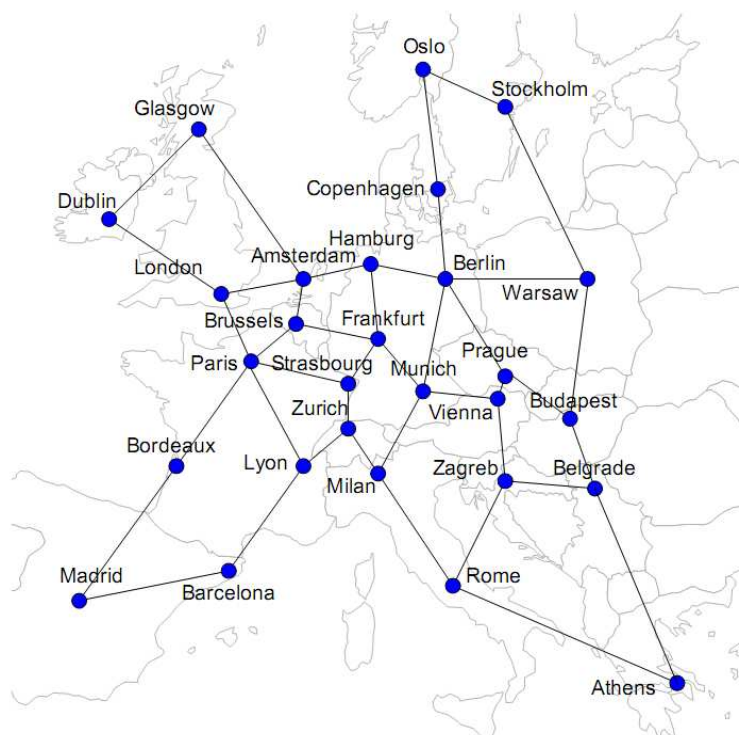 Oslo
Stockholm
Glasgow
Copenhagen
Dublin
Hamburg
Amsterdam
Berlin
London
Warsaw
Brussels
Frankfurt
Prague
Paris
Strasbourg
Munich
Zurich
Vienna
Budapest
Bordeaux
Lyon
Milan
Zagreb
Belgrade
Madrid
Barcelona
Rome
Athens